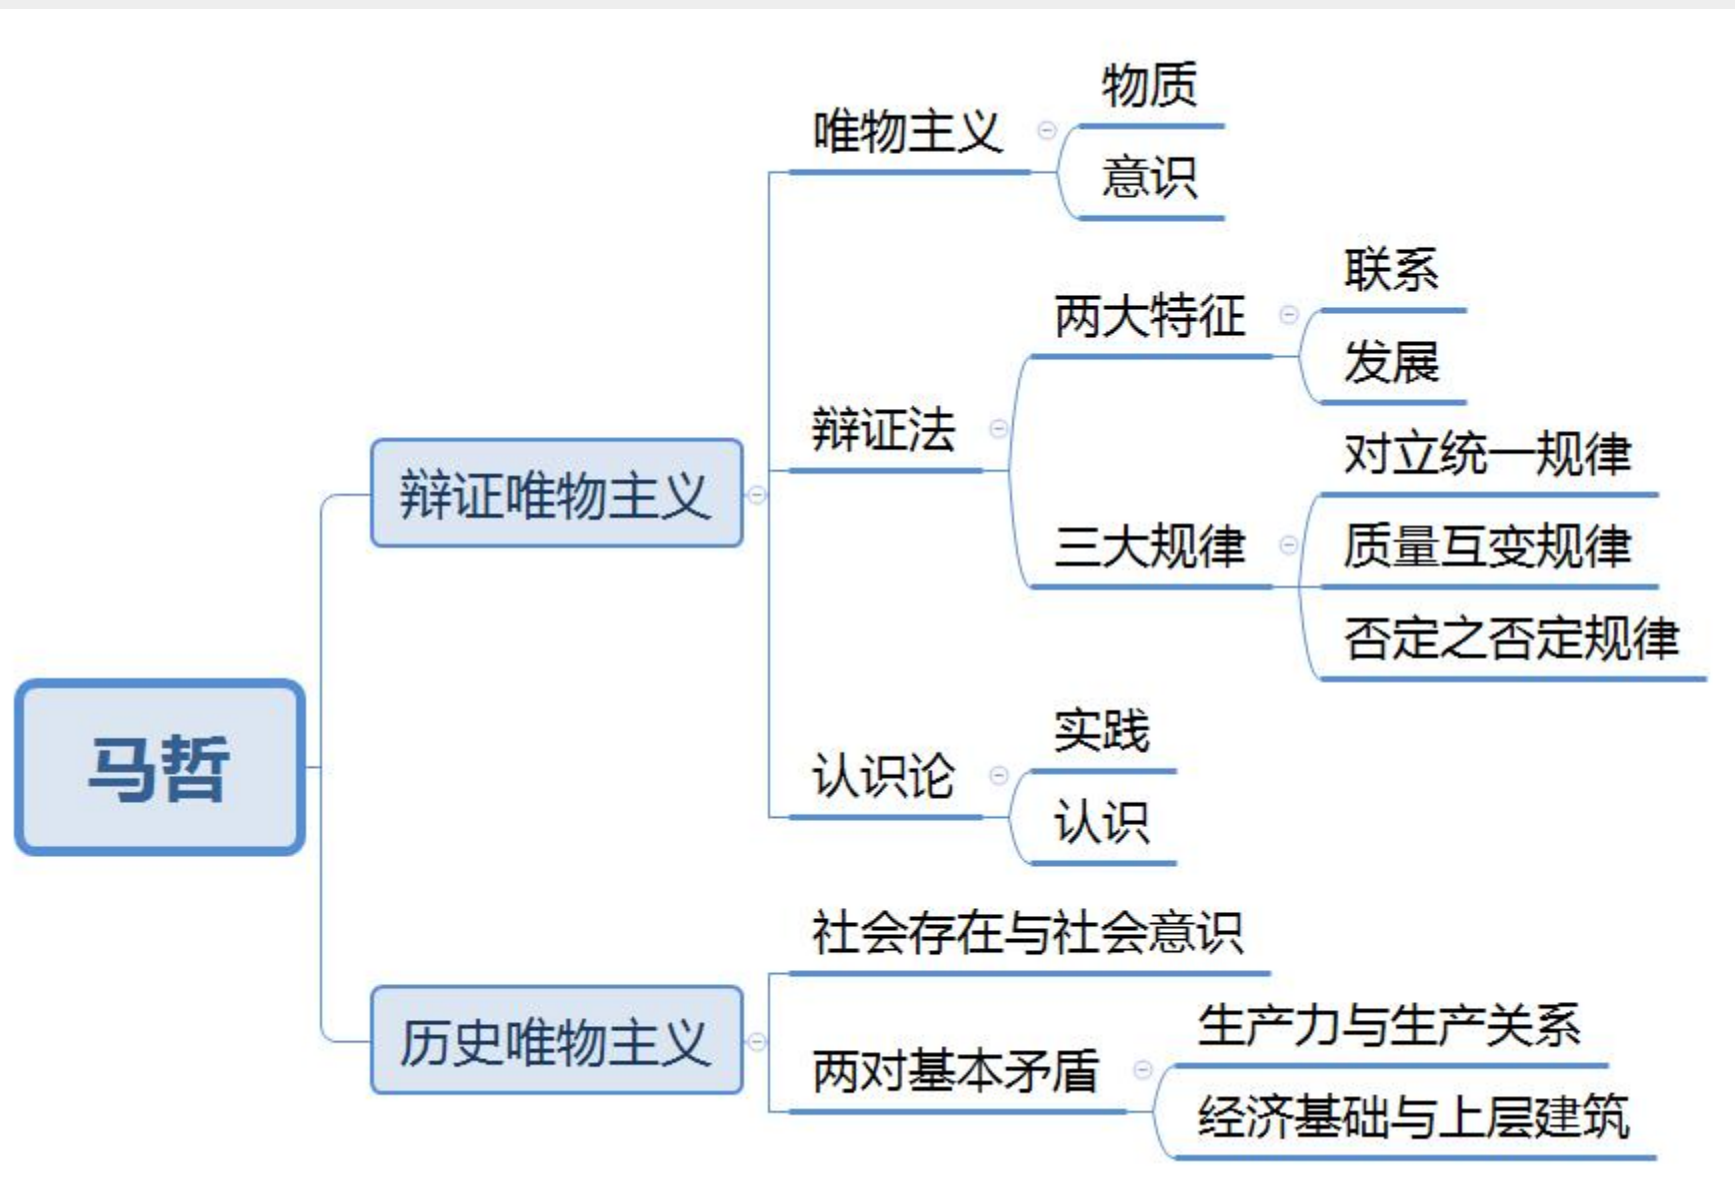 马哲
辩证唯物主义
唯物主义
物质
意识
辩证法
两大特征
联系
发展
三大规律
对立统一规律
质量互变规律
否定之否定规律
认识论
实践
认识
历史唯物主义
社会存在与社会意识
两对基本矛盾
生产力与生产关系
经济基础与上层建筑